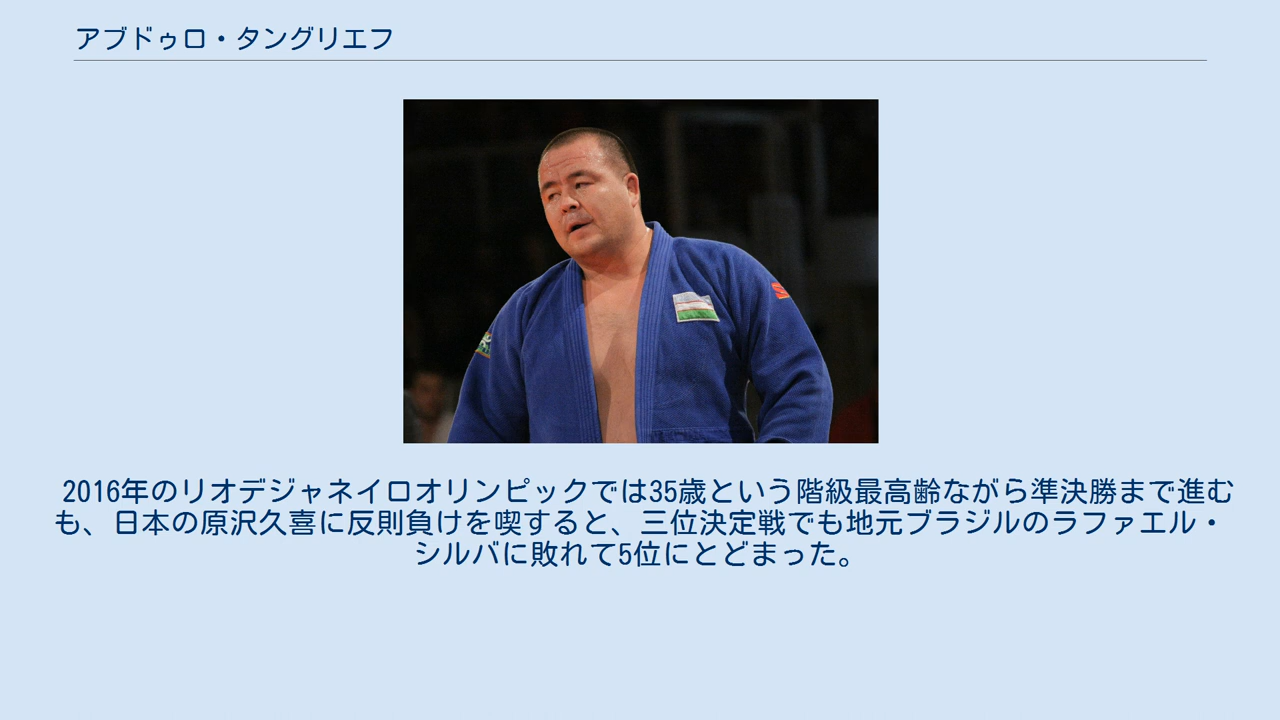 アブドゥロ・タングリエフ
2016年のリオデジャネイロオリンピックでは35歳という階級最高齢ながら準決勝まで進む
も、日本の原沢久喜に反則負けを喫すると、三位決定戦でも地元ブラジルのラファエル・
シルバに敗れて5位にとどまった。